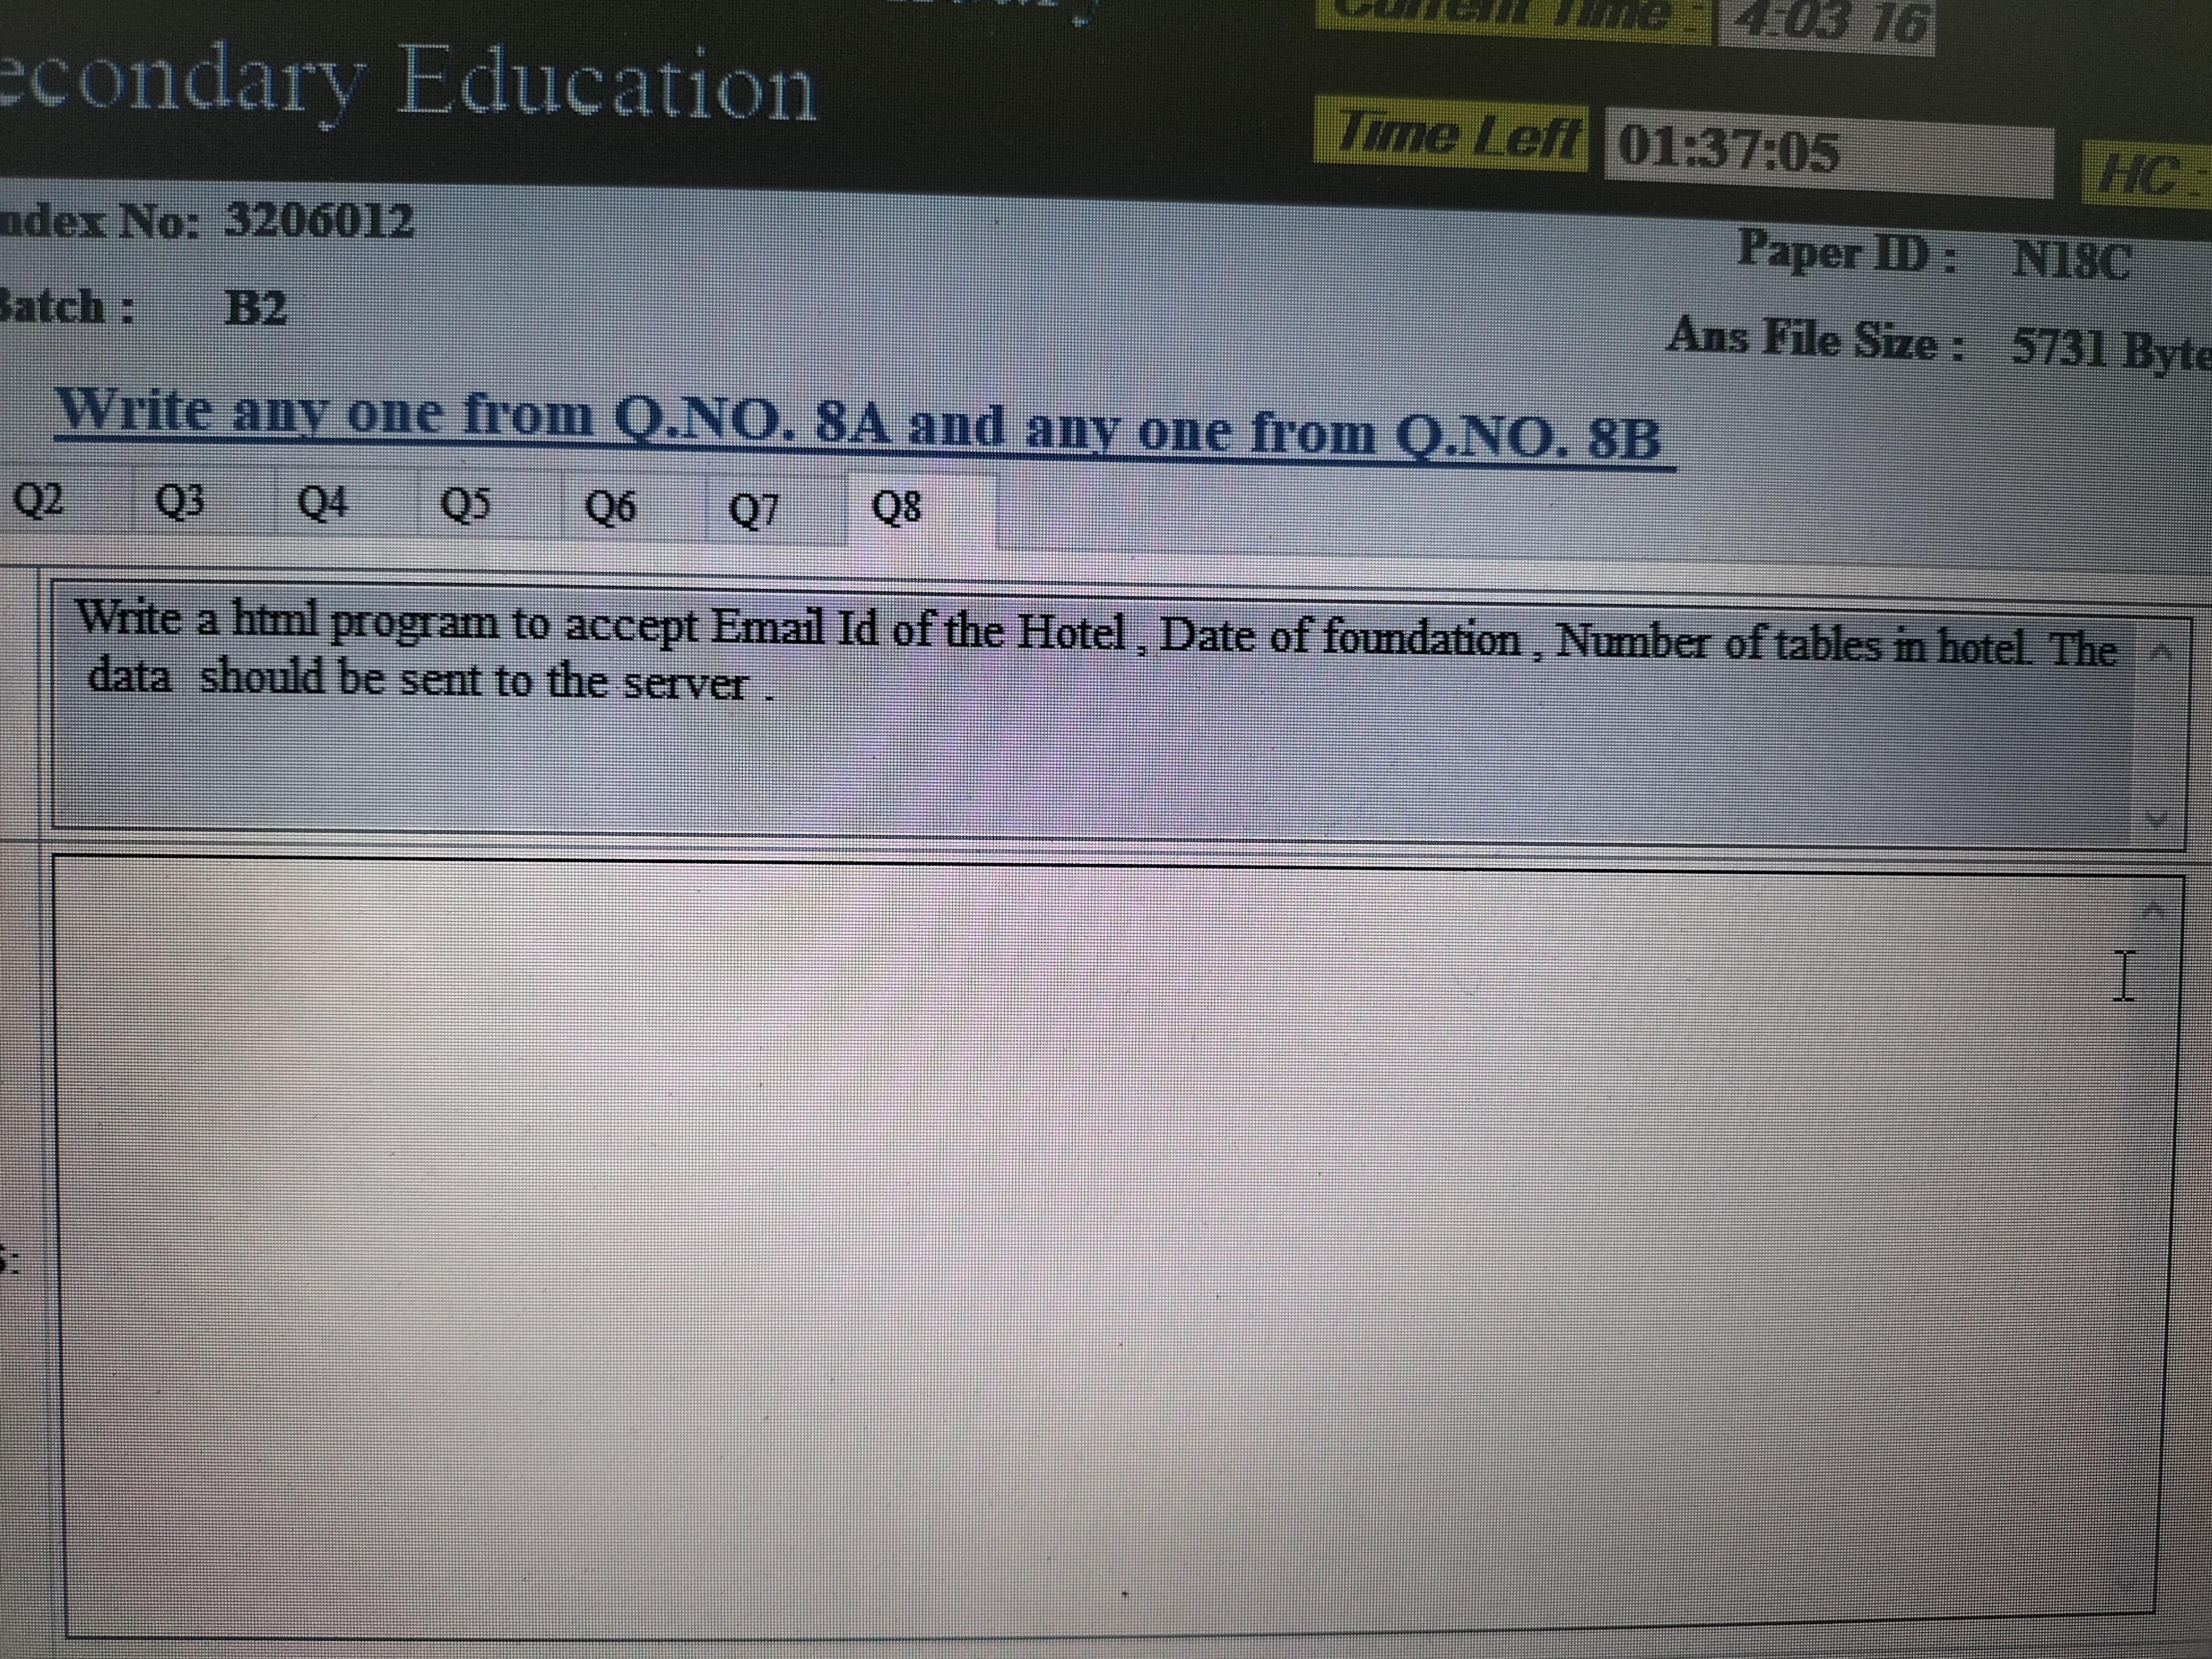 econdary Education
Current Time : 4:03 16
Time Left 01:37:05 HC :
ndex No: 3206012
Paper ID : N18C
Batch : B2
Ans File Size : 5731 Byte
Write any one from Q.NO. 8A and any one from Q.NO. 8B
Q2 Q3 Q4 Q5 Q6 Q7 Q8
Write a html program to accept Email Id of the Hotel , Date of foundation , Number of tables in hotel. The
data should be sent to the server .